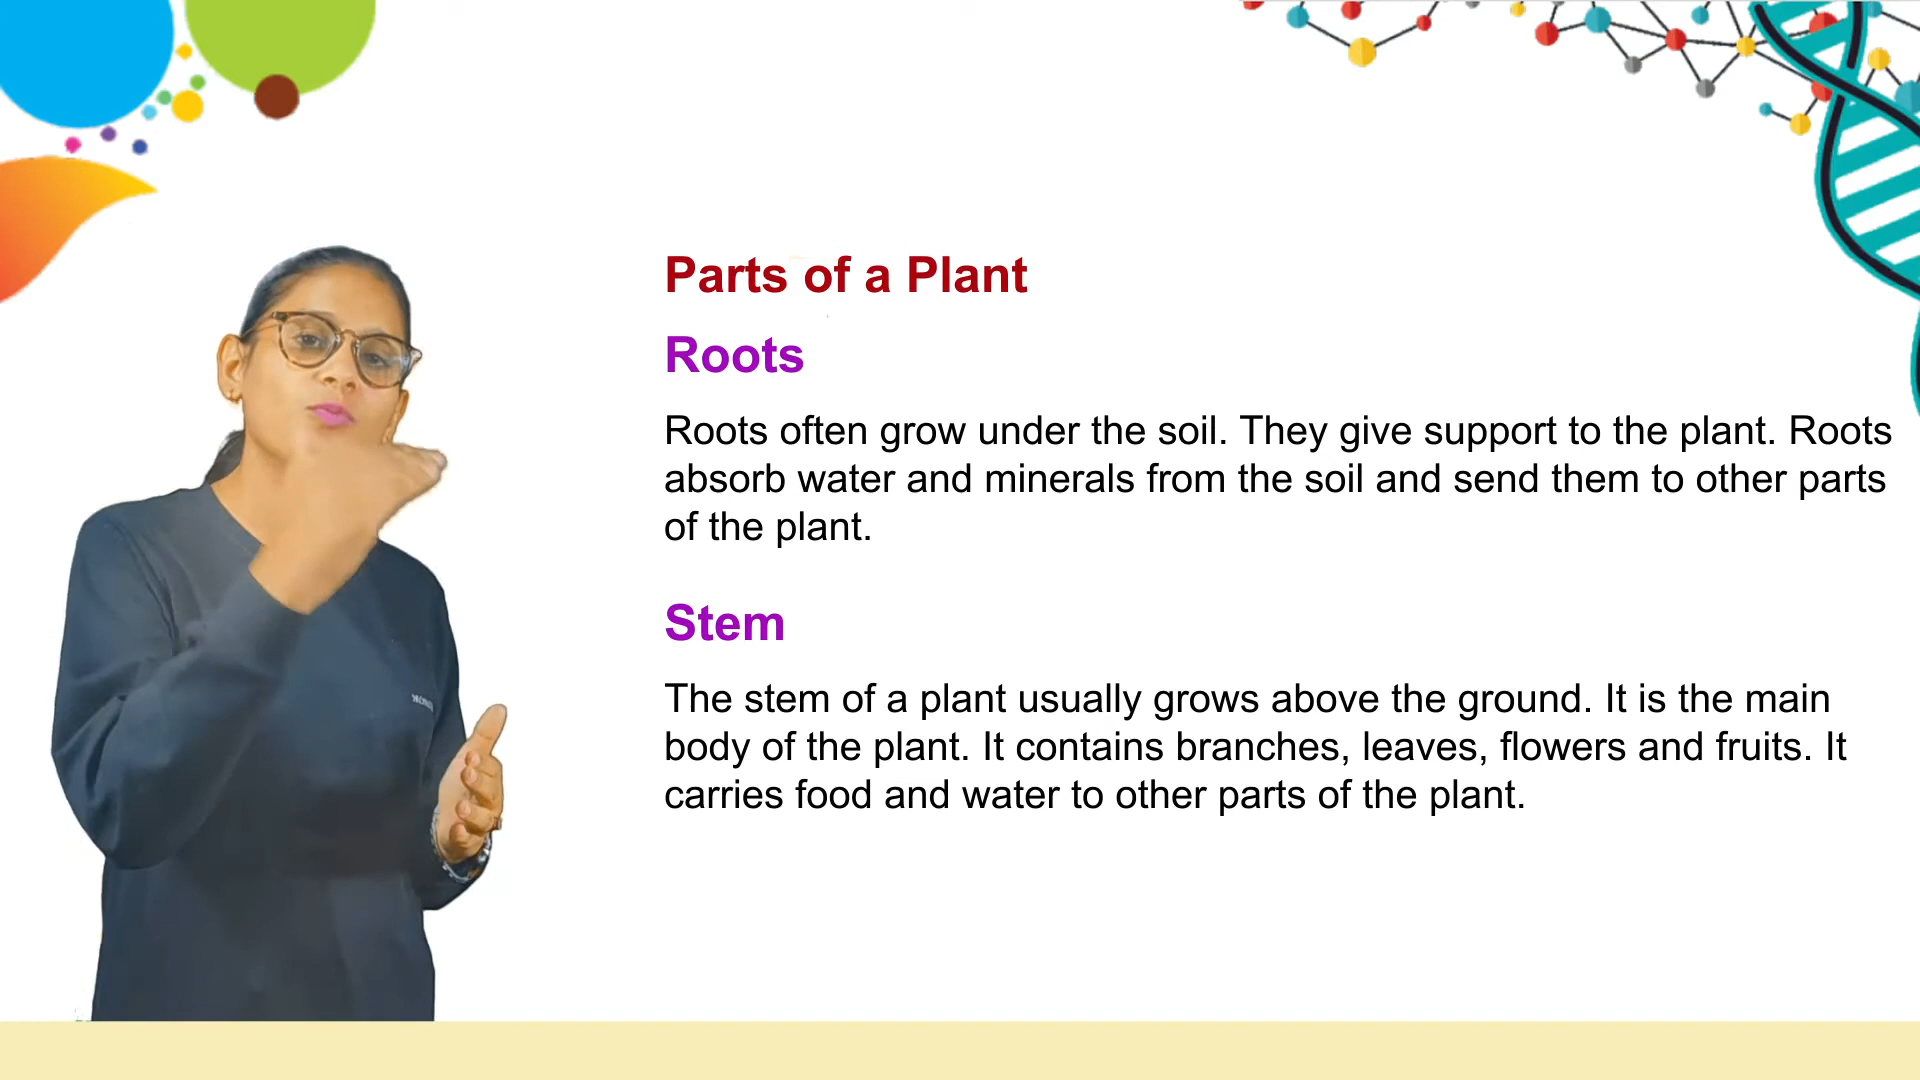 Parts of a Plant
Roots
Roots often grow under the soil. They give support to the plant. Roots
absorb water and minerals from the soil and send them to other parts
of the plant.
Stem
The stem of a plant usually grows above the ground. It is the main
body of the plant. It contains branches, leaves, flowers and fruits. It
carries food and water to other parts of the plant.